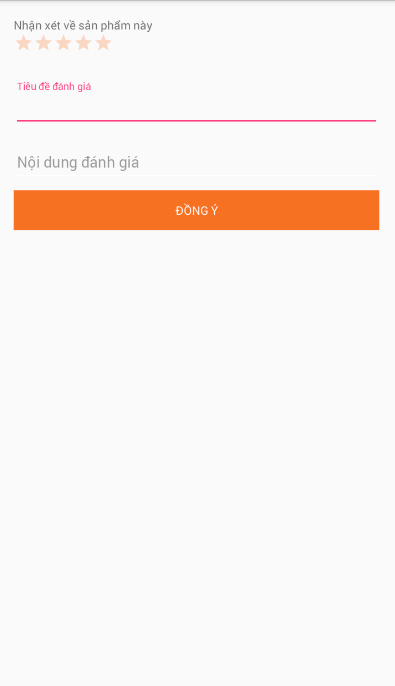 Nhận xét về sản phẩm này
Tiêu đề đánh giá
Nội dung đánh giá
ĐỒNG Ý